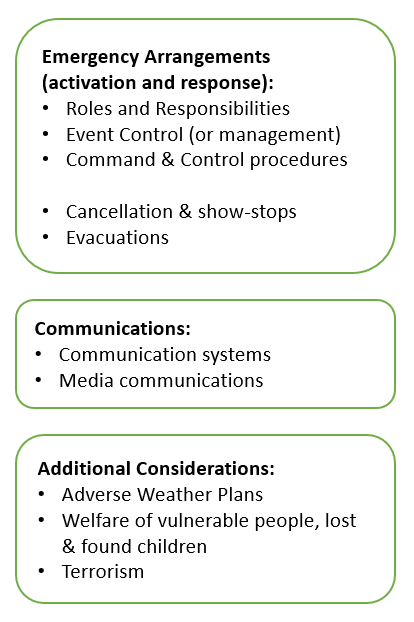 Emergency Arrangements
(activation and response):
• Roles and Responsibilities
• Event Control (or management)
• Command & Control procedures
• Cancellation & show-stops
• Evacuations
Communications:
• Communication systems
• Media communications
Additional Considerations:
• Adverse Weather Plans
• Welfare of vulnerable people, lost
& found children
• Terrorism